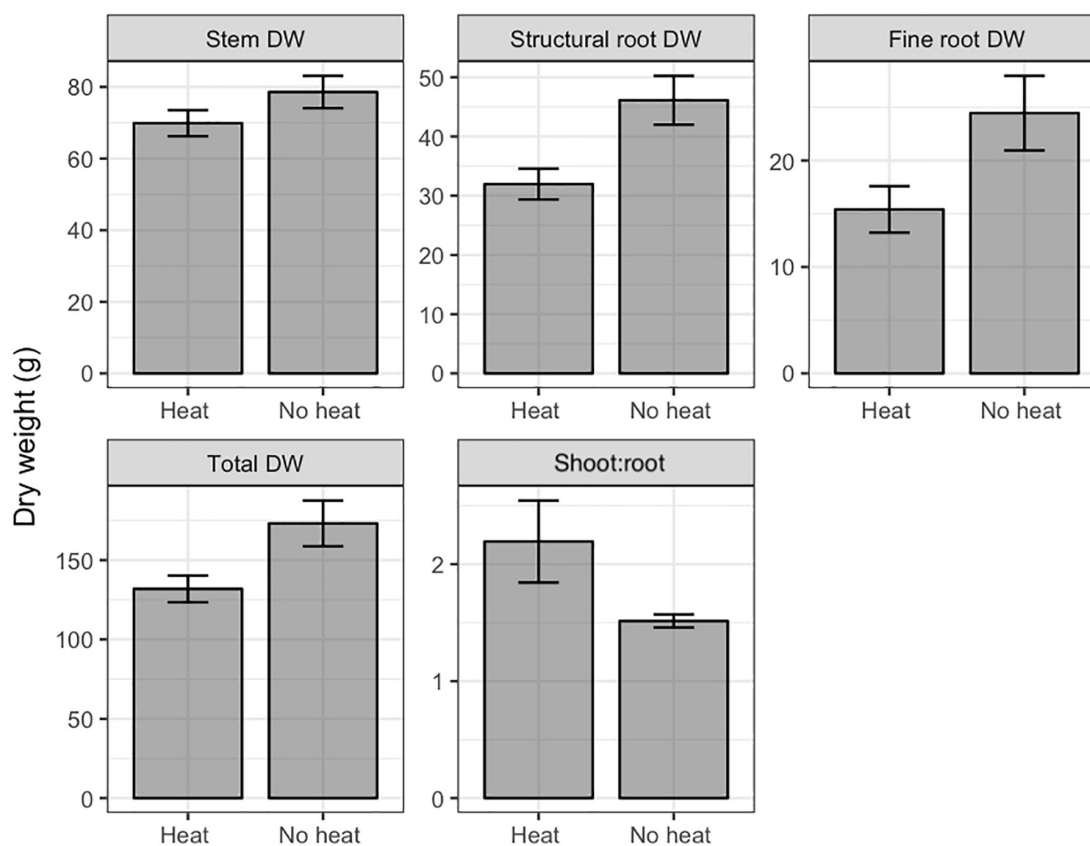 Stem DW
Structural root DW
Fine root DW
80
60
40
20
0
50
40
30
20
10
0
20
10
0
Heat
No heat
Heat
No heat
Heat
No heat
Dry weight (g)
Total DW
Shoot:root
150
100
50
0
2
1
0
Heat
No heat
Heat
No heat